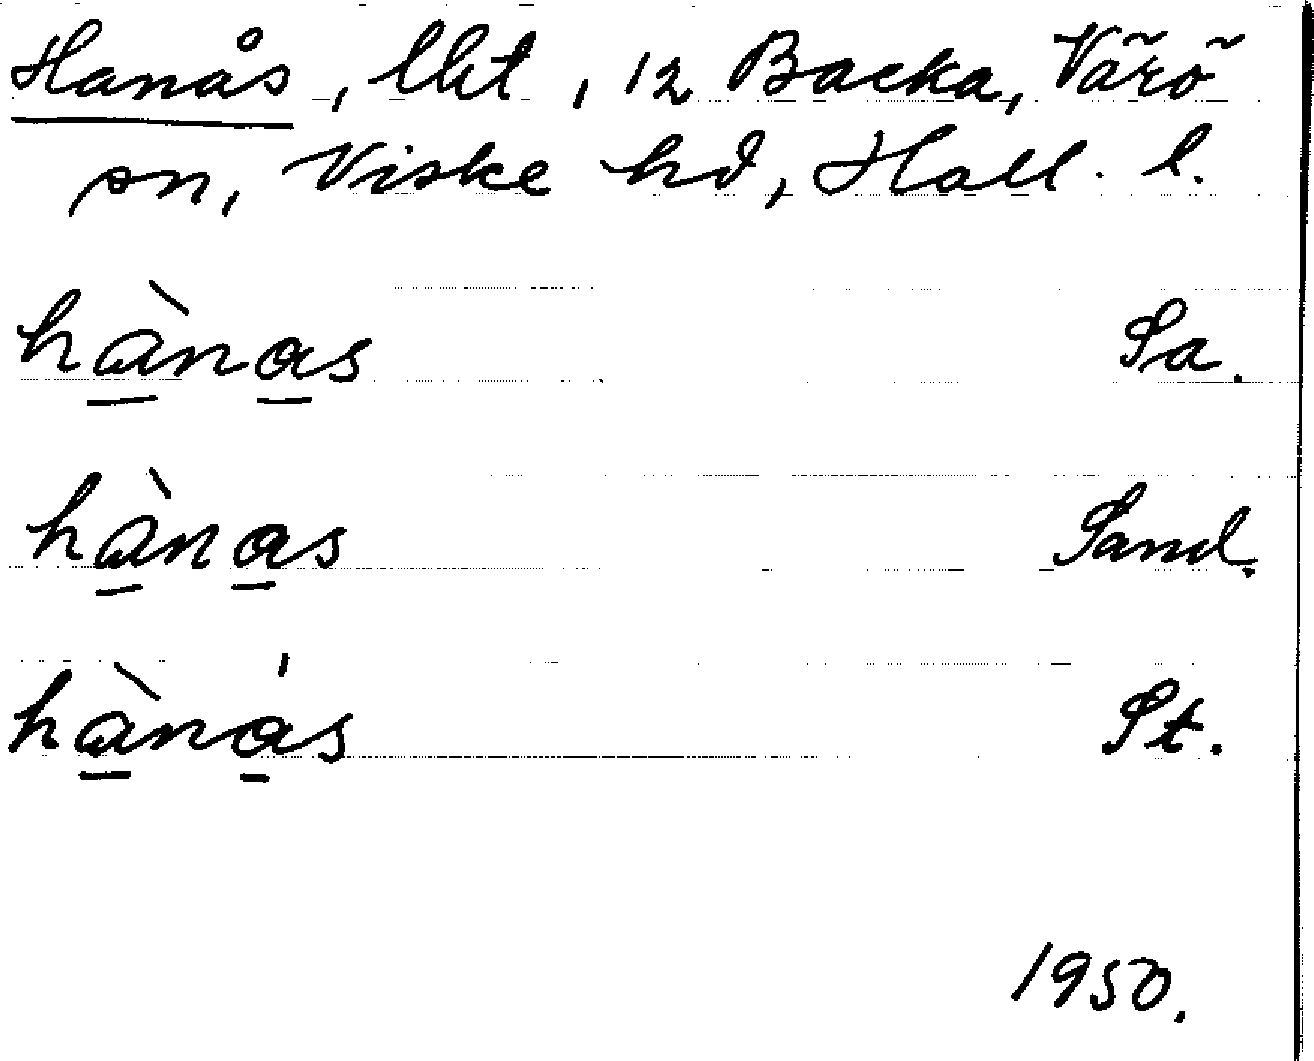 Hanås, lht, 12 Backa, Värö
sn, Viske hd, Hall. l.
hànas Sa.
hànas Sand.
hànás St.
1950.